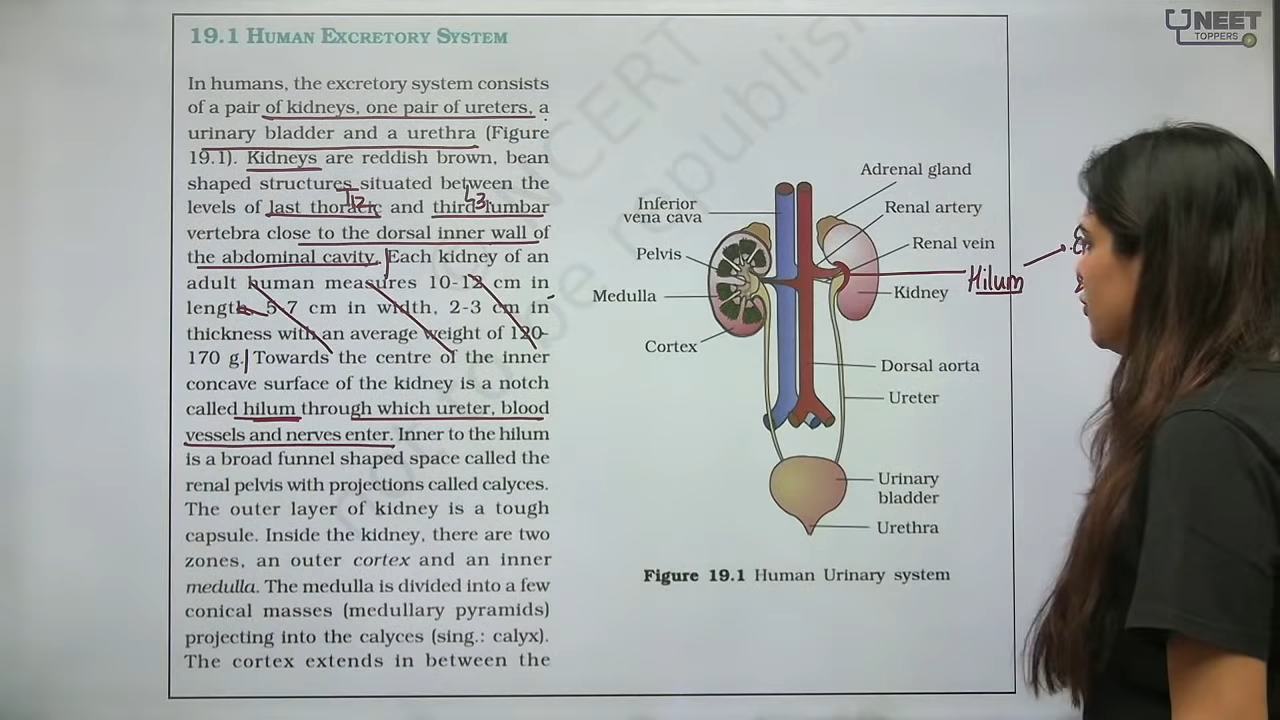 UNEET
TOPPERS
19.1 HUMAN EXCRETORY SYSTEM
In humans, the excretory system consists
of a pair of kidneys, one pair of ureters, a
urinary bladder and a urethra (Figure
19.1). Kidneys are reddish brown, bean
shaped structures situated between the
T12 L3
levels of last thoracic and third lumbar
vertebra close to the dorsal inner wall of
the abdominal cavity. Each kidney of an
adult human measures 10-12 cm in
length, 5-7 cm in width, 2-3 cm in
thickness with an average weight of 120-
170 g. Towards the centre of the inner
concave surface of the kidney is a notch
called hilum through which ureter, blood
vessels and nerves enter. Inner to the hilum
is a broad funnel shaped space called the
renal pelvis with projections called calyces.
The outer layer of kidney is a tough
capsule. Inside the kidney, there are two
zones, an outer cortex and an inner
medulla. The medulla is divided into a few
conical masses (medullary pyramids)
projecting into the calyces (sing.: calyx).
The cortex extends in between the
Adrenal gland
Inferior
vena cava
Renal artery
Renal vein
Pelvis
Hilum
Kidney
Medulla
Cortex
Dorsal aorta
Ureter
Urinary
bladder
Urethra
Figure 19.1 Human Urinary system